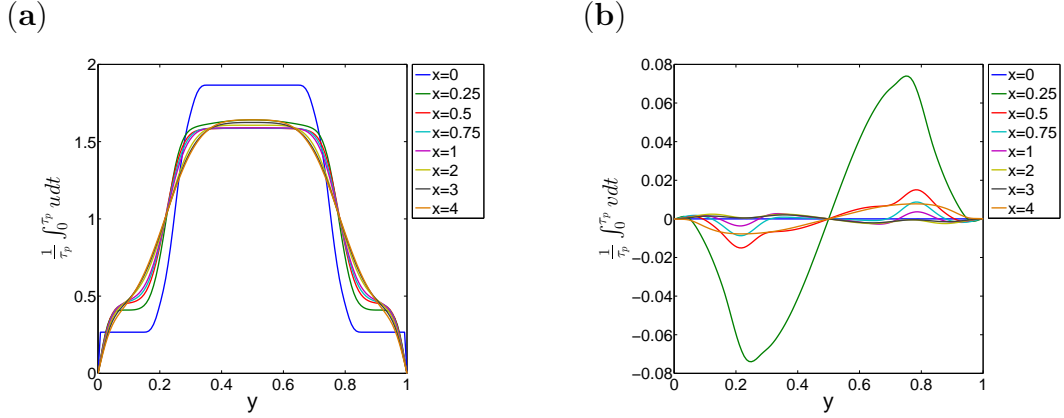 (a)
2
1.5
1
0.5
0
0 0.2 0.4 0.6 0.8 1
y
1/τp ∫0^τp udt
x=0
x=0.25
x=0.5
x=0.75
x=1
x=2
x=3
x=4
(b)
0.08
0.06
0.04
0.02
0
−0.02
−0.04
−0.06
−0.08
0 0.2 0.4 0.6 0.8 1
y
1/τp ∫0^τp vdt
x=0
x=0.25
x=0.5
x=0.75
x=1
x=2
x=3
x=4